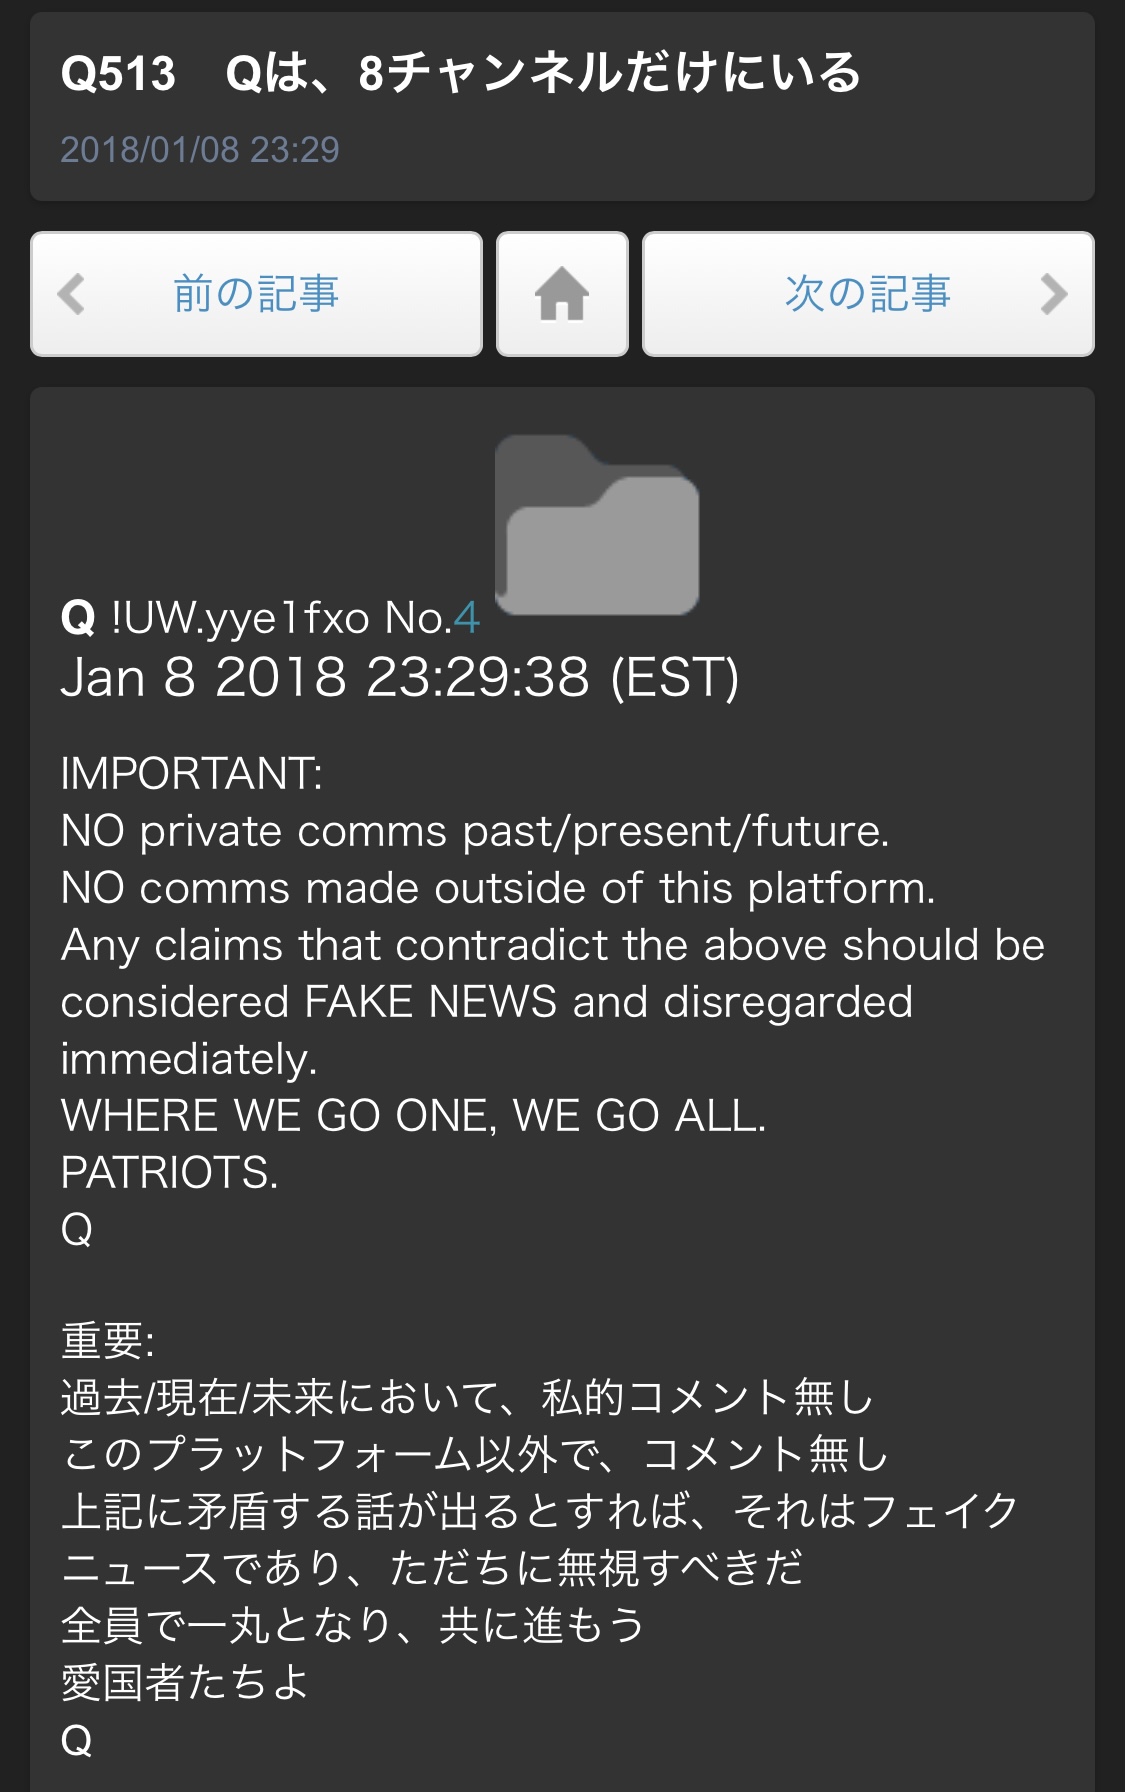 Q513　Qは、8チャンネルだけにいる
2018/01/08 23:29
前の記事
次の記事
Q !UW.yye1fxo No.4
Jan 8 2018 23:29:38 (EST)
IMPORTANT:
NO private comms past/present/future.
NO comms made outside of this platform.
Any claims that contradict the above should be
considered FAKE NEWS and disregarded
immediately.
WHERE WE GO ONE, WE GO ALL.
PATRIOTS.
Q
重要:
過去/現在/未来において、私的コメント無し
このプラットフォーム以外で、コメント無し
上記に矛盾する話が出るとすれば、それはフェイク
ニュースであり、ただちに無視すべきだ
全員で一丸となり、共に進もう
愛国者たちよ
Q